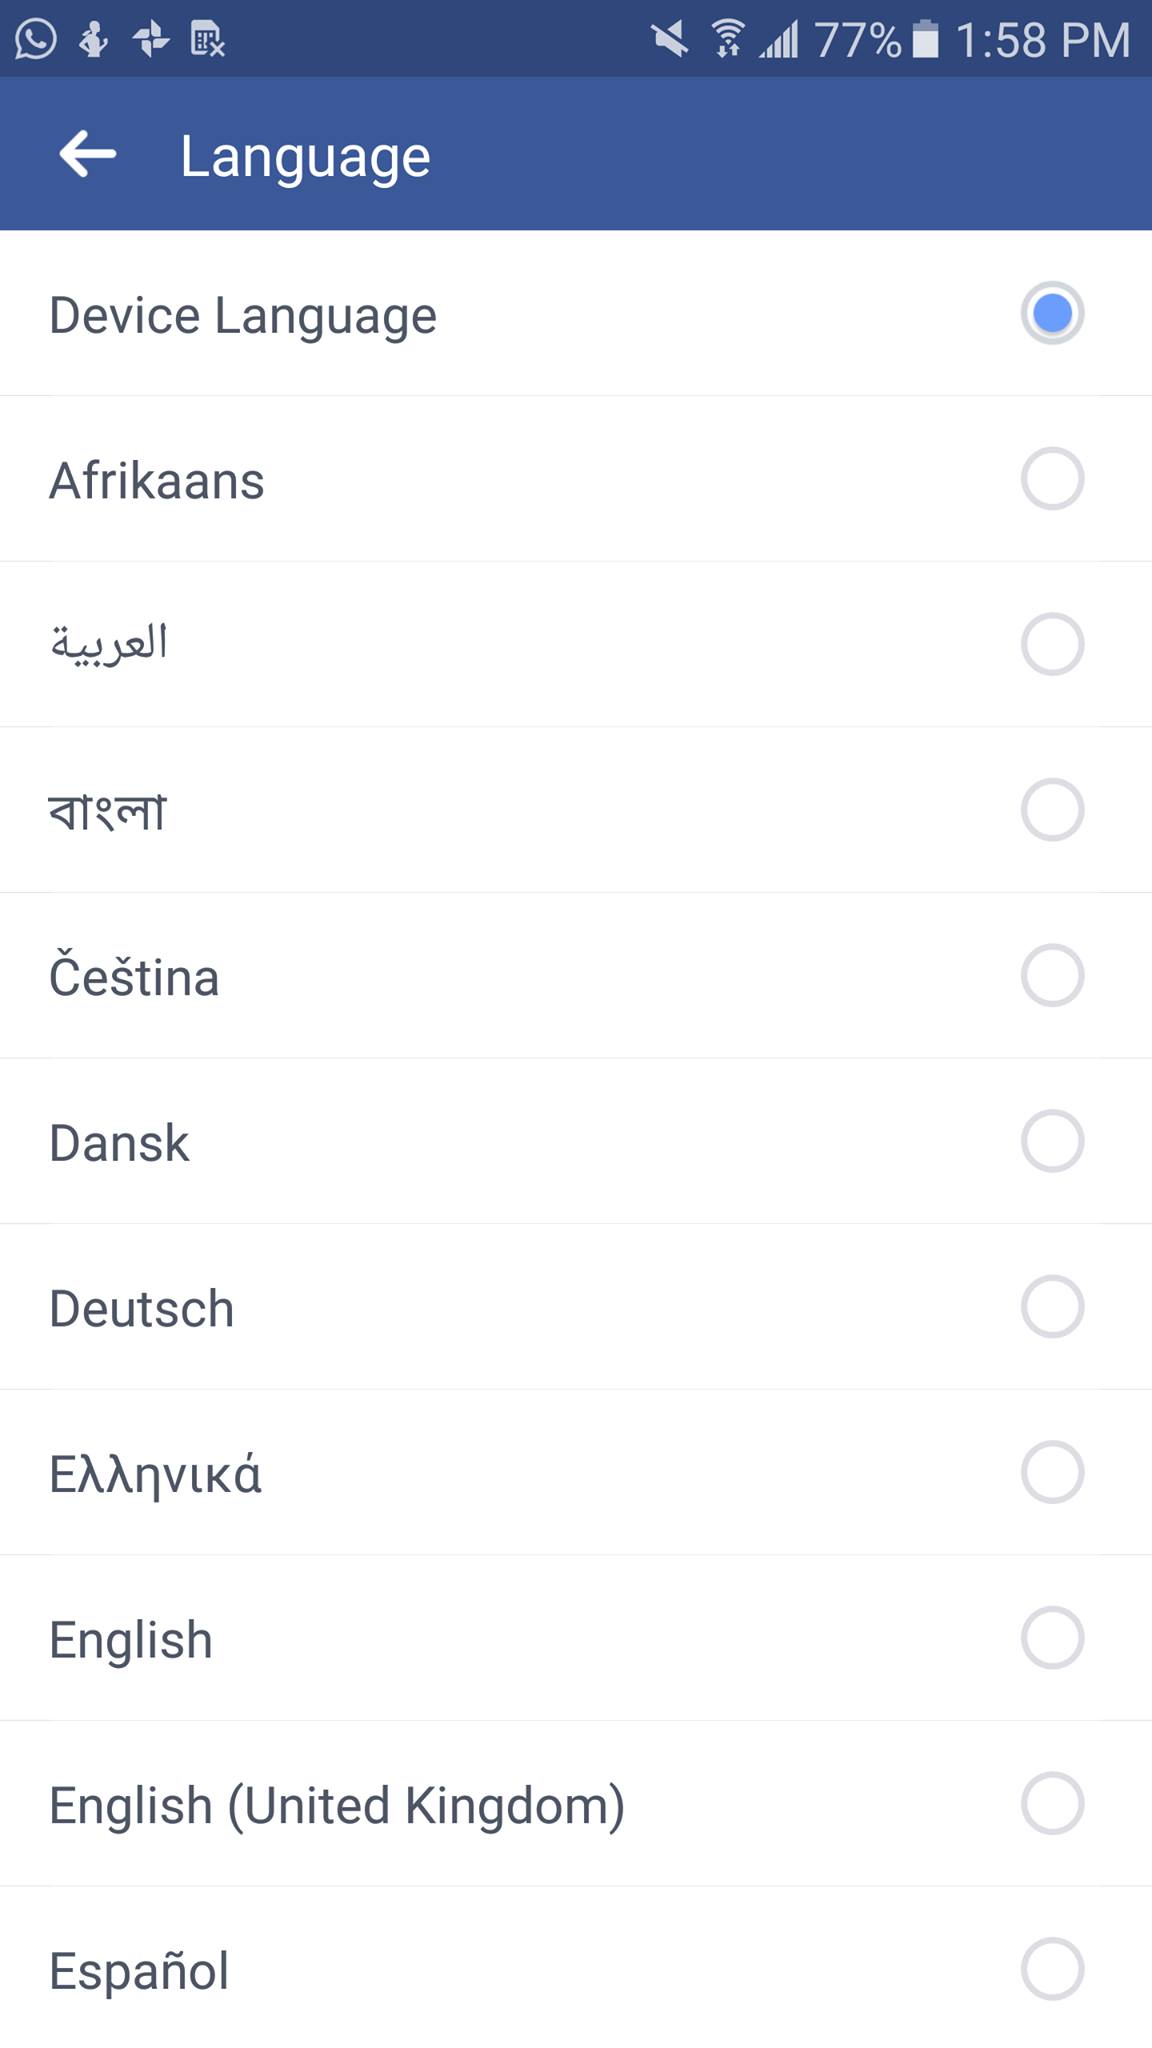 77% 1:58 PM
Language
Device Language
Afrikaans
العربية
বাংলা
Čeština
Dansk
Deutsch
Ελληνικά
English
English (United Kingdom)
Español